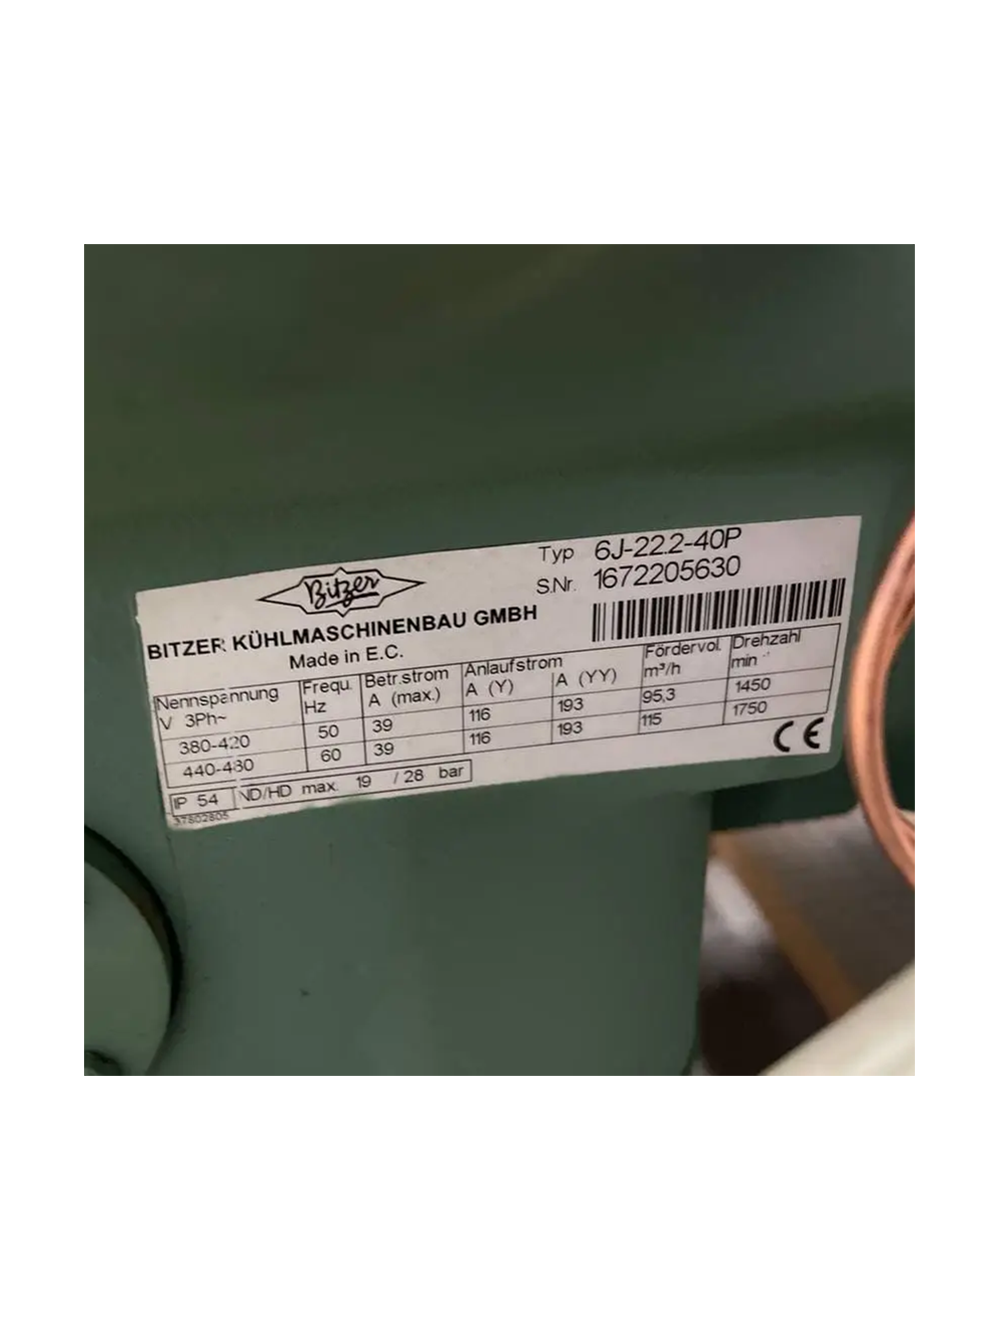 Typ 6J-22.2-40P
S.Nr. 1672205630
Bitzer
BITZER KÜHLMASCHINENBAU GMBH
Made in E.C.
Nennspannung Frequ. Betr.strom Anlaufstrom Fördervol. Drehzahl
V 3Ph~ Hz A (max.) A (Y) A (YY) m³/h min
380-420 50 39 116 193 95,3 1450
440-480 60 39 116 193 115 1750
IP 54 ND/HD max. 19 / 28 bar
CE
37802805